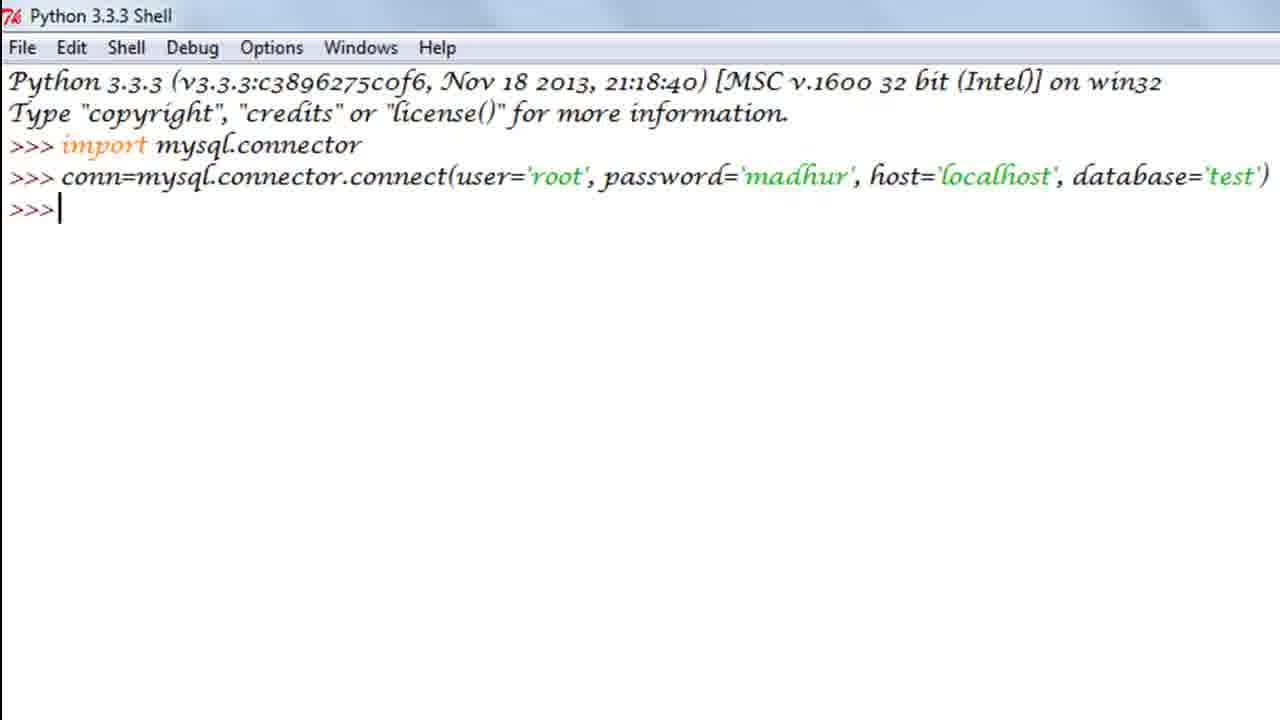 Python 3.3.3 Shell
File Edit Shell Debug Options Windows Help
Python 3.3.3 (v3.3.3:c3896275c0f6, Nov 18 2013, 21:18:40) [MSC v.1600 32 bit (Intel)] on win32
Type "copyright", "credits" or "license()" for more information.
>>> import mysql.connector
>>> conn=mysql.connector.connect(user='root', password='madhur', host='localhost', database='test')
>>>